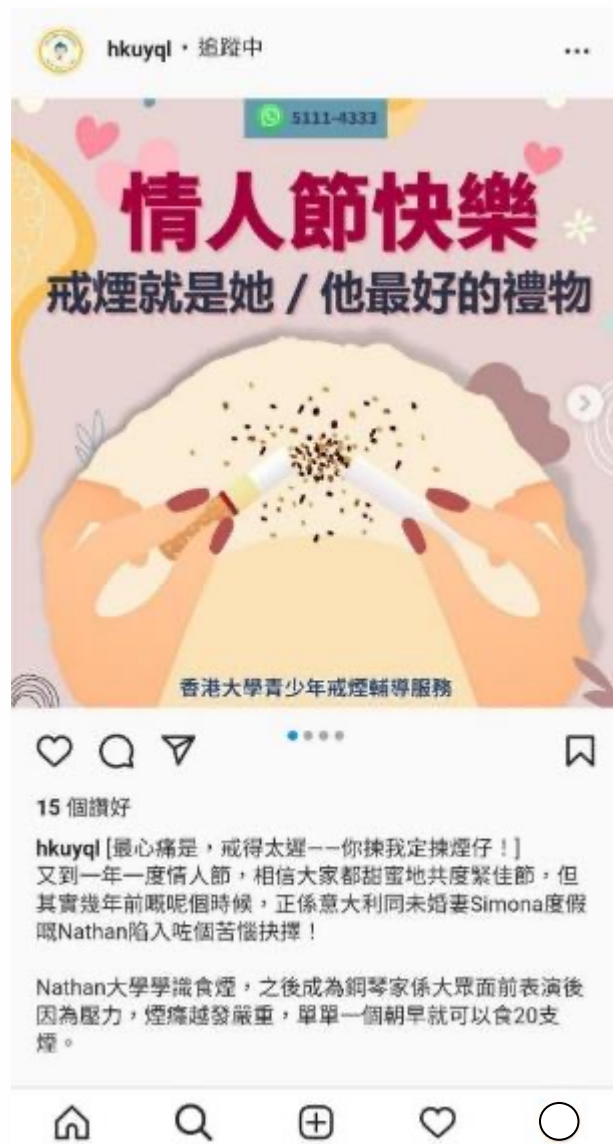 hkuyql • 追蹤中
5111-4333
情人節快樂
戒煙就是她 / 他最好的禮物
香港大學青少年戒煙輔導服務
15 個讚好
hkuyql [最心痛是，戒得太遲——你揀我定揀煙仔！]
又到一年一度情人節，相信大家都甜蜜地共度緊佳節，但
其實幾年前嘅呢個時候，正係意大利同未婚妻Simona度假
嘅Nathan陷入咗個苦惱抉擇！
Nathan大學學識食煙，之後成為鋼琴家係大眾面前表演後
因為壓力，煙癮越發嚴重，單單一個朝早就可以食20支
煙。